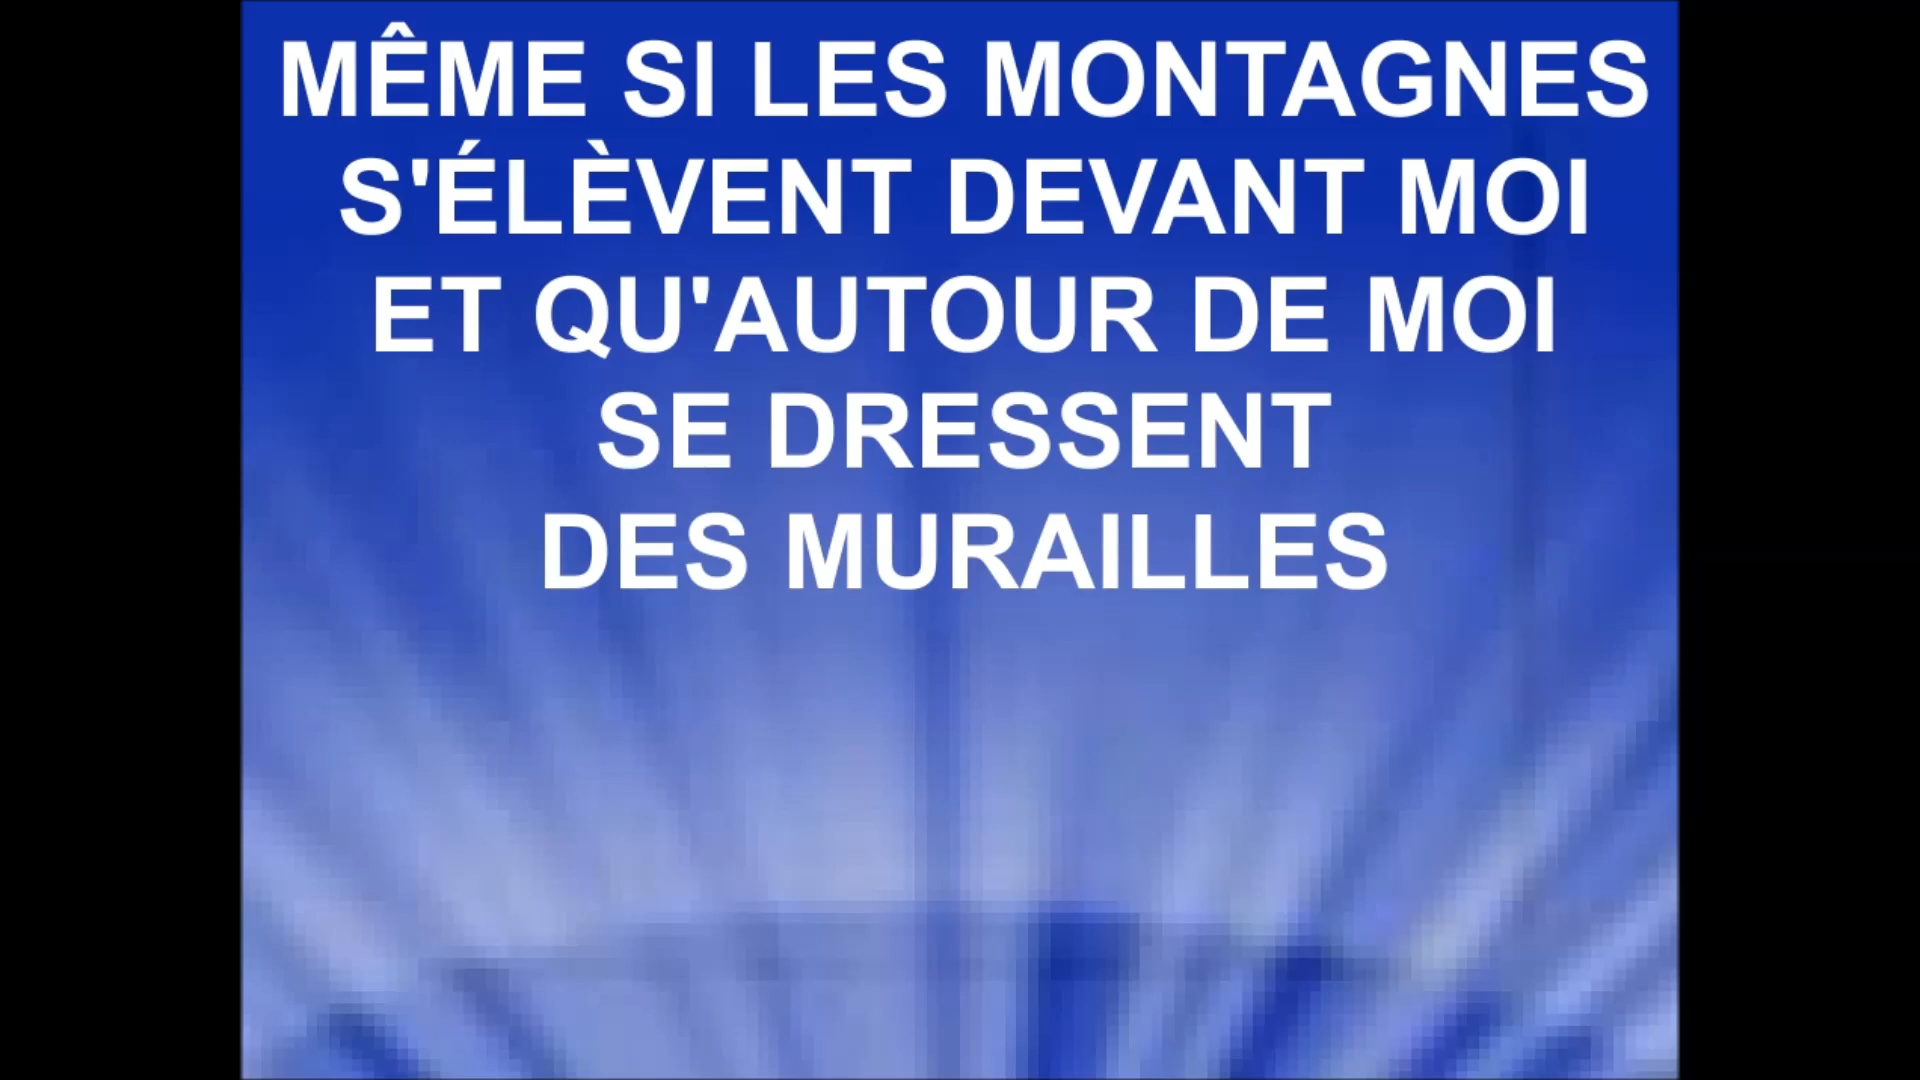 MÊME SI LES MONTAGNES
S'ÉLÈVENT DEVANT MOI
ET QU'AUTOUR DE MOI
SE DRESSENT
DES MURAILLES